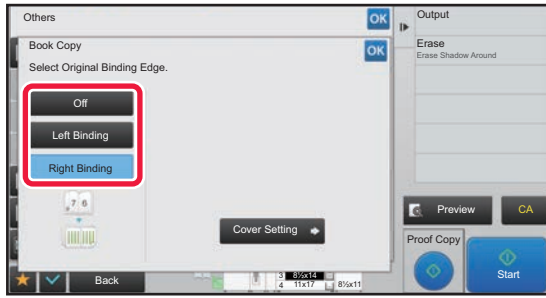 Others
OK
Book Copy
OK
Select Original Binding Edge.
Off
Left Binding
Right Binding
7 6
Cover Setting
Back
3 8½x14
4 11x17
8½x11
Output
Erase
Erase Shadow Around
Preview
CA
Proof Copy
Start